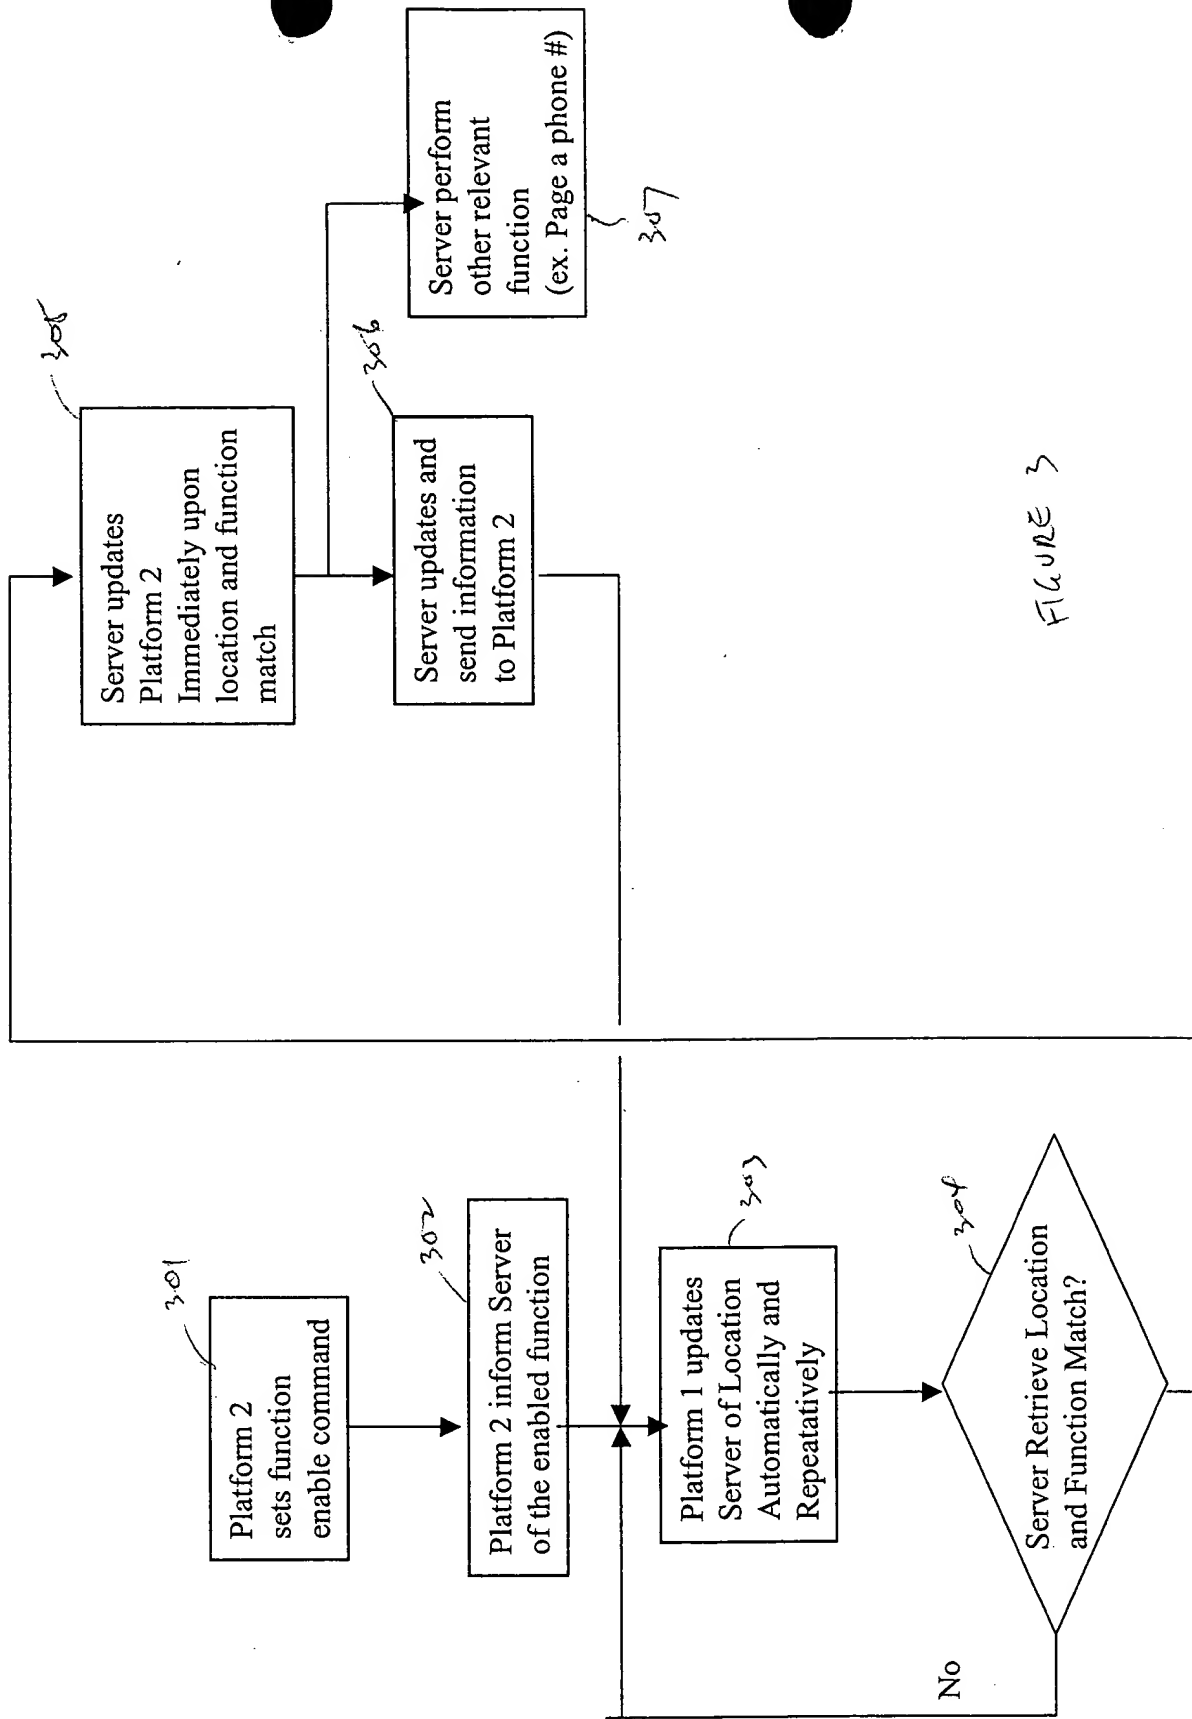 301
Platform 2
sets function
enable command
302
Platform 2 inform Server
of the enabled function
303
Platform 1 updates
Server of Location
Automatically and
Repeatatively
304
Server Retrieve Location
and Function Match?
No
305
Server updates
Platform 2
Immediately upon
location and function
match
306
Server updates and
send information
to Platform 2
307
Server perform
other relevant
function
(ex. Page a phone #)
FIGURE 3